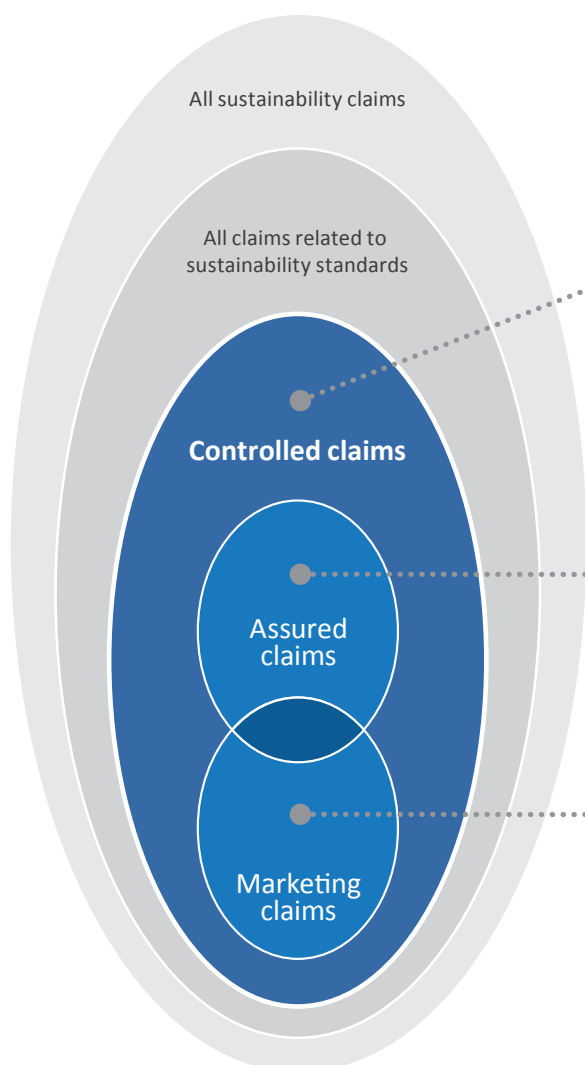 All sustainability claims
All claims related to
sustainability standards
Controlled claims
Assured
claims
Marketing
claims